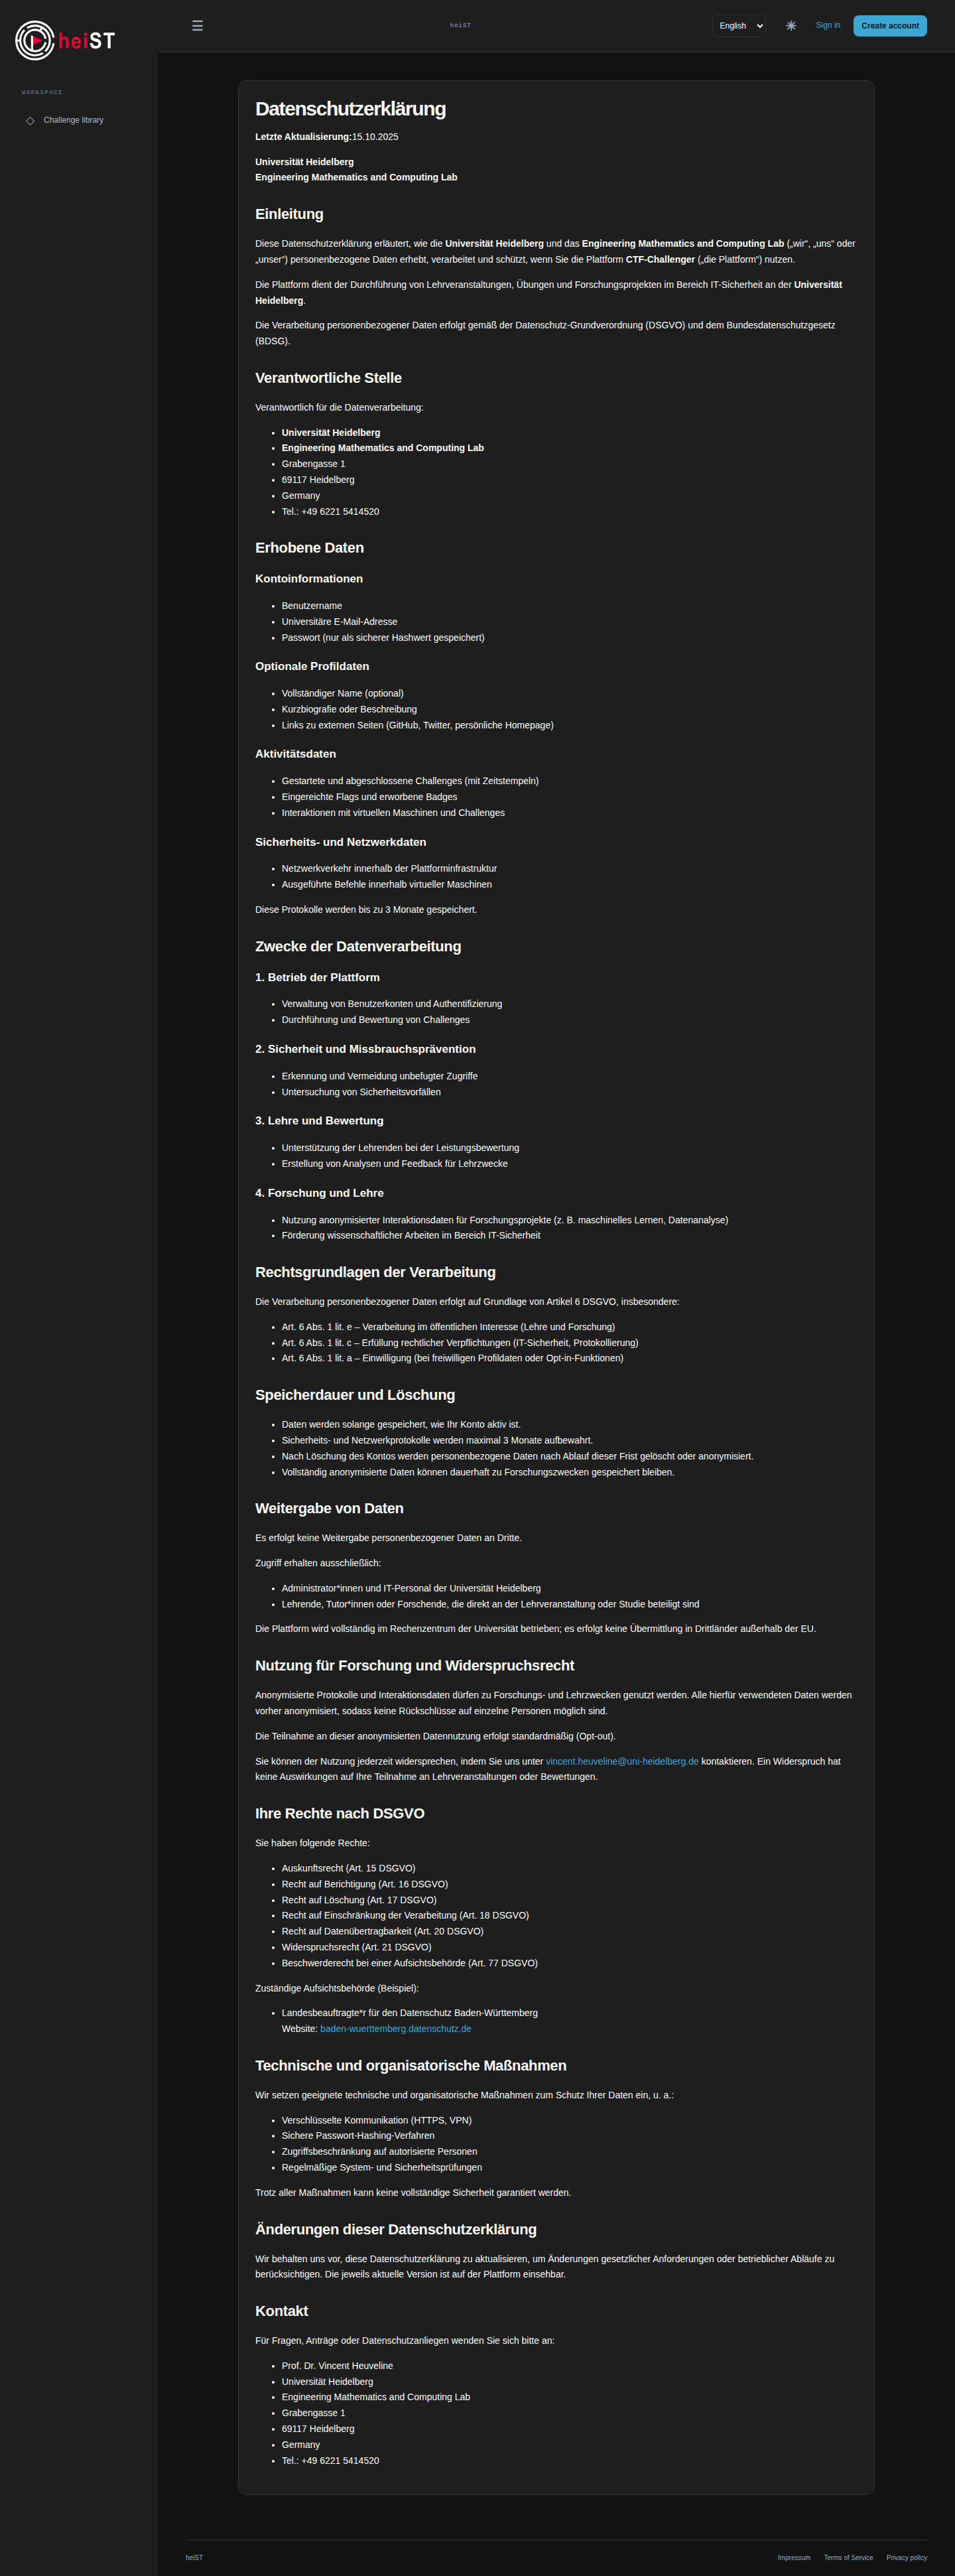 heiST
WORKSPACE
Challenge library
heiST
English
Sign in
Create account
Datenschutzerklärung
Letzte Aktualisierung:15.10.2025
Universität Heidelberg
Engineering Mathematics and Computing Lab
Einleitung
Diese Datenschutzerklärung erläutert, wie die Universität Heidelberg und das Engineering Mathematics and Computing Lab („wir“, „uns“ oder
„unser“) personenbezogene Daten erhebt, verarbeitet und schützt, wenn Sie die Plattform CTF-Challenger („die Plattform“) nutzen.
Die Plattform dient der Durchführung von Lehrveranstaltungen, Übungen und Forschungsprojekten im Bereich IT-Sicherheit an der Universität
Heidelberg.
Die Verarbeitung personenbezogener Daten erfolgt gemäß der Datenschutz-Grundverordnung (DSGVO) und dem Bundesdatenschutzgesetz
(BDSG).
Verantwortliche Stelle
Verantwortlich für die Datenverarbeitung:
• Universität Heidelberg
• Engineering Mathematics and Computing Lab
• Grabengasse 1
• 69117 Heidelberg
• Germany
• Tel.: +49 6221 5414520
Erhobene Daten
Kontoinformationen
• Benutzername
• Universitäre E-Mail-Adresse
• Passwort (nur als sicherer Hashwert gespeichert)
Optionale Profildaten
• Vollständiger Name (optional)
• Kurzbiografie oder Beschreibung
• Links zu externen Seiten (GitHub, Twitter, persönliche Homepage)
Aktivitätsdaten
• Gestartete und abgeschlossene Challenges (mit Zeitstempeln)
• Eingereichte Flags und erworbene Badges
• Interaktionen mit virtuellen Maschinen und Challenges
Sicherheits- und Netzwerkdaten
• Netzwerkverkehr innerhalb der Plattforminfrastruktur
• Ausgeführte Befehle innerhalb virtueller Maschinen
Diese Protokolle werden bis zu 3 Monate gespeichert.
Zwecke der Datenverarbeitung
1. Betrieb der Plattform
• Verwaltung von Benutzerkonten und Authentifizierung
• Durchführung und Bewertung von Challenges
2. Sicherheit und Missbrauchsprävention
• Erkennung und Vermeidung unbefugter Zugriffe
• Untersuchung von Sicherheitsvorfällen
3. Lehre und Bewertung
• Unterstützung der Lehrenden bei der Leistungsbewertung
• Erstellung von Analysen und Feedback für Lehrzwecke
4. Forschung und Lehre
• Nutzung anonymisierter Interaktionsdaten für Forschungsprojekte (z. B. maschinelles Lernen, Datenanalyse)
• Förderung wissenschaftlicher Arbeiten im Bereich IT-Sicherheit
Rechtsgrundlagen der Verarbeitung
Die Verarbeitung personenbezogener Daten erfolgt auf Grundlage von Artikel 6 DSGVO, insbesondere:
• Art. 6 Abs. 1 lit. e – Verarbeitung im öffentlichen Interesse (Lehre und Forschung)
• Art. 6 Abs. 1 lit. c – Erfüllung rechtlicher Verpflichtungen (IT-Sicherheit, Protokollierung)
• Art. 6 Abs. 1 lit. a – Einwilligung (bei freiwilligen Profildaten oder Opt-in-Funktionen)
Speicherdauer und Löschung
• Daten werden solange gespeichert, wie Ihr Konto aktiv ist.
• Sicherheits- und Netzwerkprotokolle werden maximal 3 Monate aufbewahrt.
• Nach Löschung des Kontos werden personenbezogene Daten nach Ablauf dieser Frist gelöscht oder anonymisiert.
• Vollständig anonymisierte Daten können dauerhaft zu Forschungszwecken gespeichert bleiben.
Weitergabe von Daten
Es erfolgt keine Weitergabe personenbezogener Daten an Dritte.
Zugriff erhalten ausschließlich:
• Administrator*innen und IT-Personal der Universität Heidelberg
• Lehrende, Tutor*innen oder Forschende, die direkt an der Lehrveranstaltung oder Studie beteiligt sind
Die Plattform wird vollständig im Rechenzentrum der Universität betrieben; es erfolgt keine Übermittlung in Drittländer außerhalb der EU.
Nutzung für Forschung und Widerspruchsrecht
Anonymisierte Protokolle und Interaktionsdaten dürfen zu Forschungs- und Lehrzwecken genutzt werden. Alle hierfür verwendeten Daten werden
vorher anonymisiert, sodass keine Rückschlüsse auf einzelne Personen möglich sind.
Die Teilnahme an dieser anonymisierten Datennutzung erfolgt standardmäßig (Opt-out).
Sie können der Nutzung jederzeit widersprechen, indem Sie uns unter vincent.heuveline@uni-heidelberg.de kontaktieren. Ein Widerspruch hat
keine Auswirkungen auf Ihre Teilnahme an Lehrveranstaltungen oder Bewertungen.
Ihre Rechte nach DSGVO
Sie haben folgende Rechte:
• Auskunftsrecht (Art. 15 DSGVO)
• Recht auf Berichtigung (Art. 16 DSGVO)
• Recht auf Löschung (Art. 17 DSGVO)
• Recht auf Einschränkung der Verarbeitung (Art. 18 DSGVO)
• Recht auf Datenübertragbarkeit (Art. 20 DSGVO)
• Widerspruchsrecht (Art. 21 DSGVO)
• Beschwerderecht bei einer Aufsichtsbehörde (Art. 77 DSGVO)
Zuständige Aufsichtsbehörde (Beispiel):
• Landesbeauftragte*r für den Datenschutz Baden-Württemberg
Website: baden-wuerttemberg.datenschutz.de
Technische und organisatorische Maßnahmen
Wir setzen geeignete technische und organisatorische Maßnahmen zum Schutz Ihrer Daten ein, u. a.:
• Verschlüsselte Kommunikation (HTTPS, VPN)
• Sichere Passwort-Hashing-Verfahren
• Zugriffsbeschränkung auf autorisierte Personen
• Regelmäßige System- und Sicherheitsprüfungen
Trotz aller Maßnahmen kann keine vollständige Sicherheit garantiert werden.
Änderungen dieser Datenschutzerklärung
Wir behalten uns vor, diese Datenschutzerklärung zu aktualisieren, um Änderungen gesetzlicher Anforderungen oder betrieblicher Abläufe zu
berücksichtigen. Die jeweils aktuelle Version ist auf der Plattform einsehbar.
Kontakt
Für Fragen, Anträge oder Datenschutzanliegen wenden Sie sich bitte an:
• Prof. Dr. Vincent Heuveline
• Universität Heidelberg
• Engineering Mathematics and Computing Lab
• Grabengasse 1
• 69117 Heidelberg
• Germany
• Tel.: +49 6221 5414520
heiST
Impressum
Terms of Service
Privacy policy